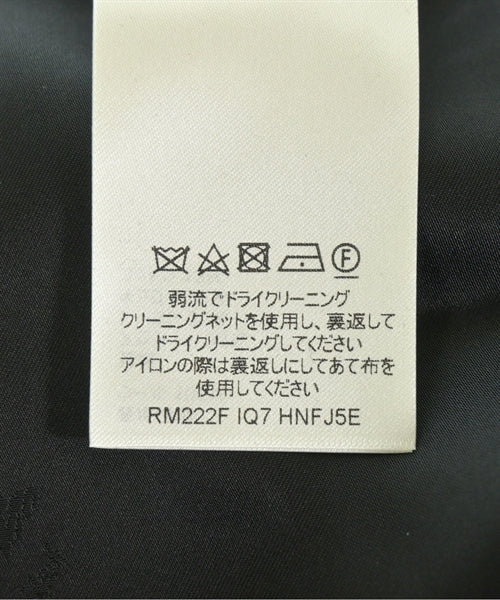 F
弱流でドライクリーニング
クリーニングネットを使用し、裏返して
ドライクリーニングしてください
アイロンの際は裏返しにしてあて布を
使用してください
RM222F IQ7 HNFJ5E